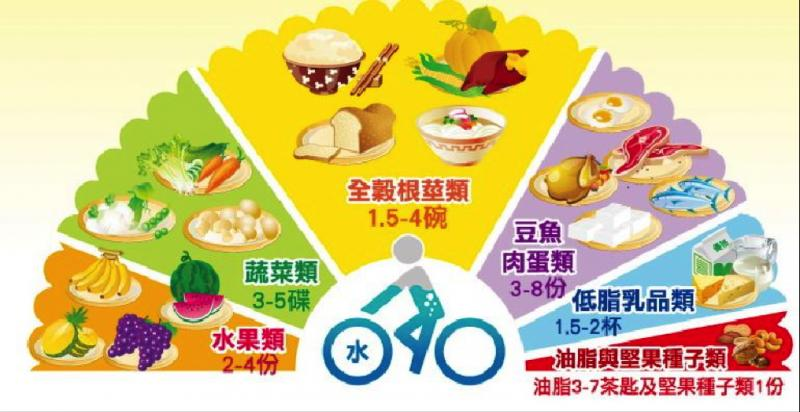 全穀根莖類
1.5-4碗
蔬菜類
3-5碟
水果類
2-4份
豆魚
肉蛋類
3-8份
低脂乳品類
1.5-2杯
油脂與堅果種子類
油脂3-7茶匙及堅果種子類1份
水